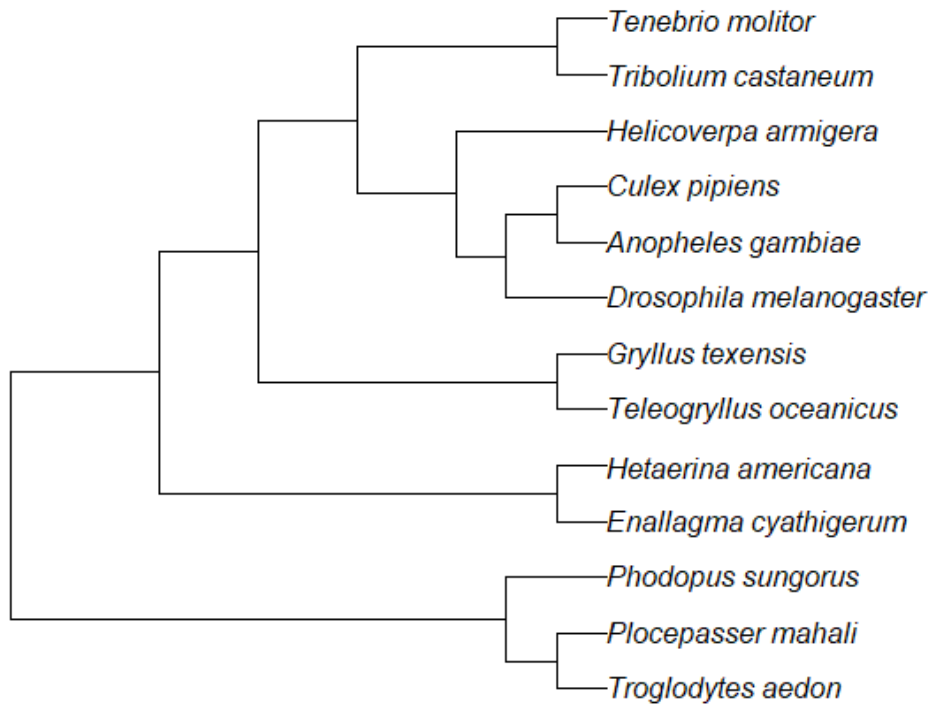 Tenebrio molitor
Tribolium castaneum
Helicoverpa armigera
Culex pipiens
Anopheles gambiae
Drosophila melanogaster
Gryllus texensis
Teleogryllus oceanicus
Hetaerina americana
Enallagma cyathigerum
Phodopus sungorus
Plocepasser mahali
Troglodytes aedon